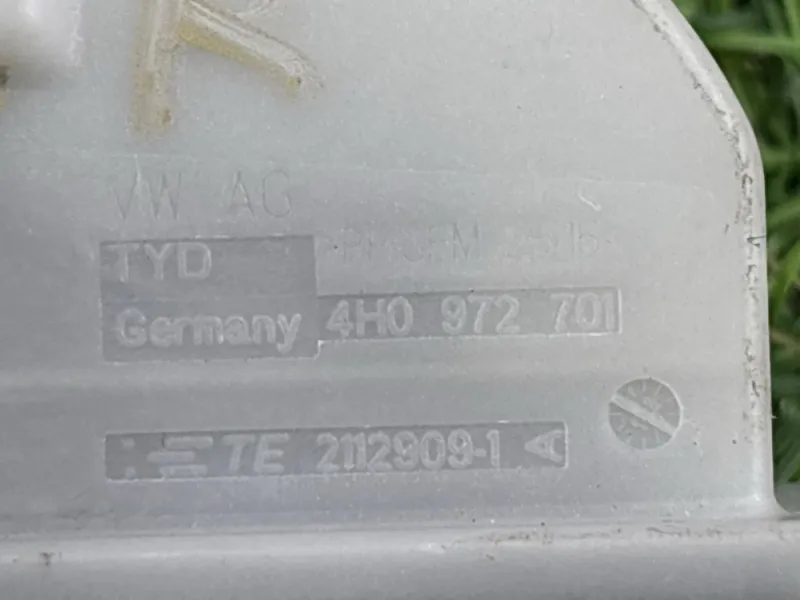 R
VW AG
TYD
Germany 4H0 972 701
TE 2112909-1 A